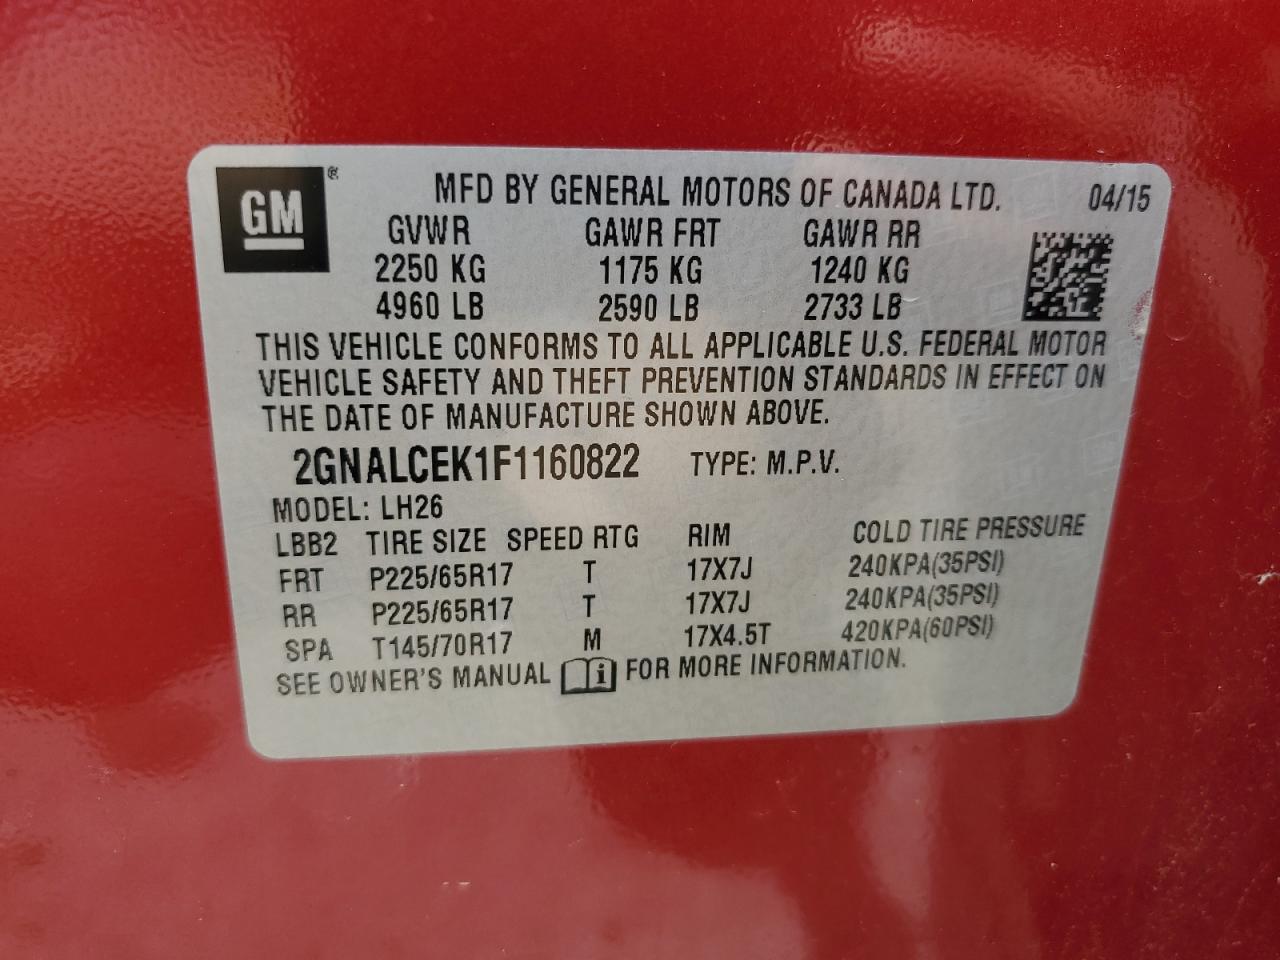 GM®
MFD BY GENERAL MOTORS OF CANADA LTD. 04/15
GVWR GAWR FRT GAWR RR
2250 KG 1175 KG 1240 KG
4960 LB 2590 LB 2733 LB
THIS VEHICLE CONFORMS TO ALL APPLICABLE U.S. FEDERAL MOTOR
VEHICLE SAFETY AND THEFT PREVENTION STANDARDS IN EFFECT ON
THE DATE OF MANUFACTURE SHOWN ABOVE.
2GNALCEK1F1160822 TYPE: M.P.V.
MODEL: LH26
LBB2 TIRE SIZE SPEED RTG RIM COLD TIRE PRESSURE
FRT P225/65R17 T 17X7J 240KPA(35PSI)
RR P225/65R17 T 17X7J 240KPA(35PSI)
SPA T145/70R17 M 17X4.5T 420KPA(60PSI)
SEE OWNER'S MANUAL i FOR MORE INFORMATION.